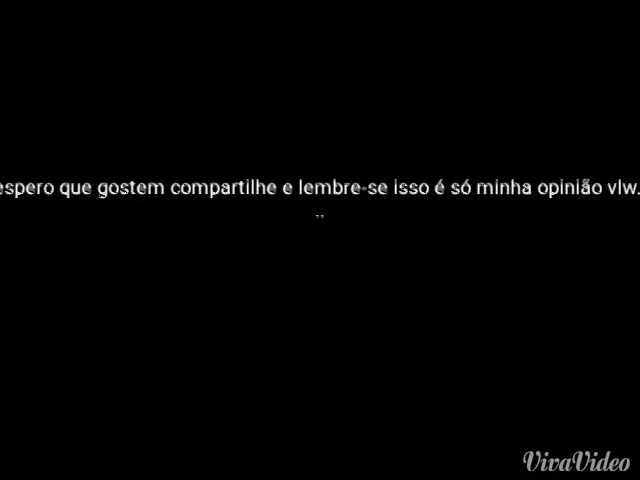 espero que gostem compartilhe e lembre-se isso é só minha opinião vlw.
,,
VivaVideo